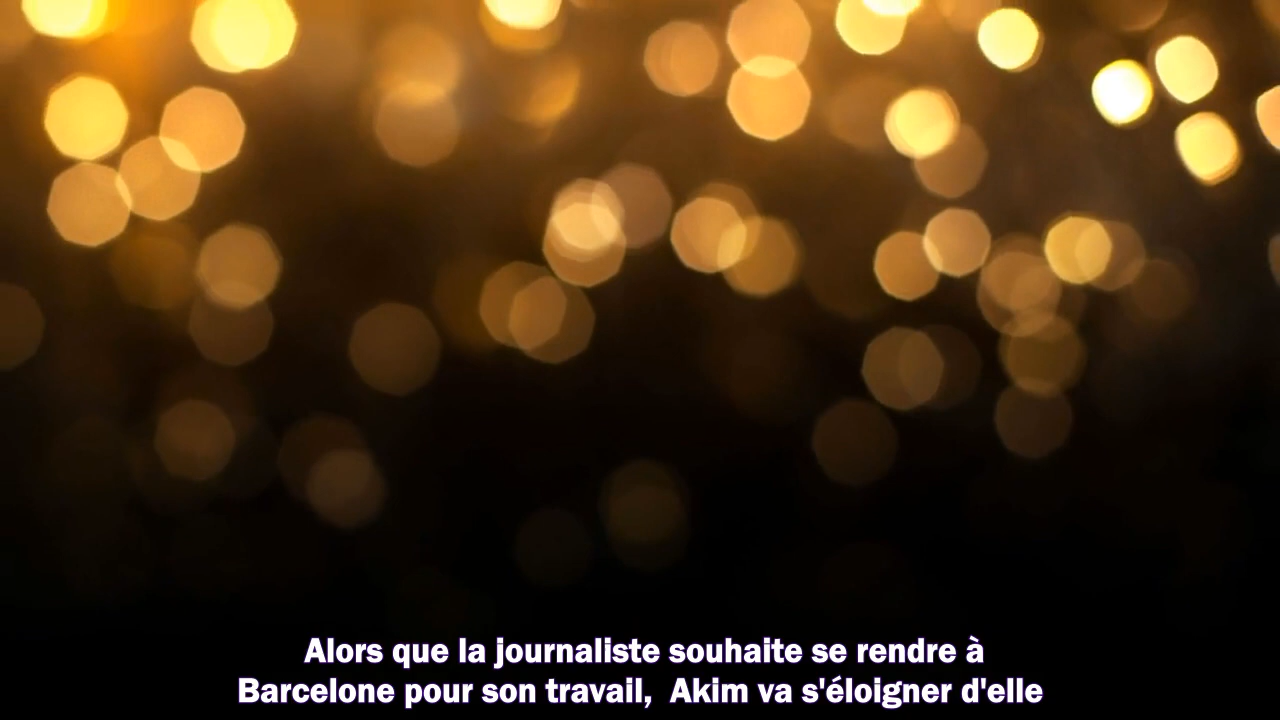 Alors que la journaliste souhaite se rendre à
Barcelone pour son travail,  Akim va s'éloigner d'elle